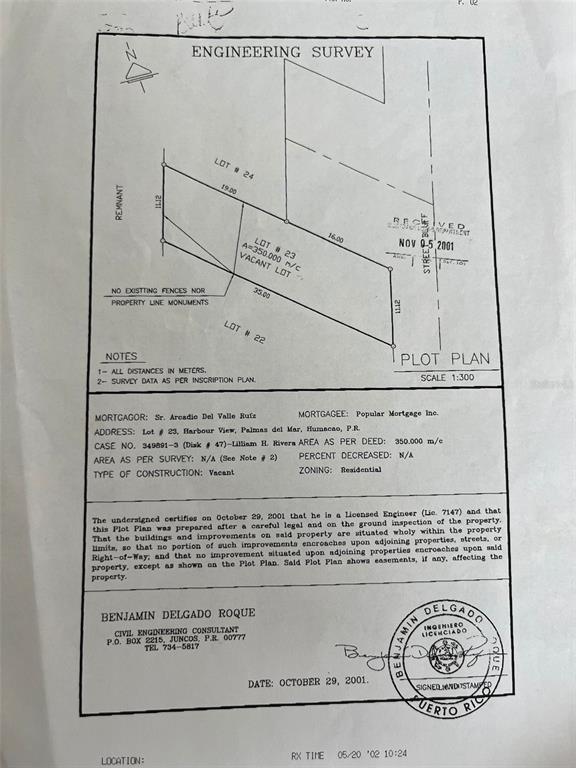 P. 02
ENGINEERING SURVEY
N
LOT # 24
REMNANT
11.12
19.00
16.00
LOT # 23
A=350.000 m/c
VACANT LOT
RECEIVED
NOV 05 2001
STREET BLUFF
NO EXISTTING FENCES NOR
PROPERTY LINE MONUMENTS
35.00
11.12
LOT # 22
NOTES
1- ALL DISTANCES IN METERS.
2- SURVEY DATA AS PER INSCRIPTION PLAN.
PLOT PLAN
SCALE 1:300
MORTGAGOR: Sr. Arcadio Del Valle Ruíz MORTGAGEE: Popular Mortgage Inc.
ADDRESS: Lot # 23, Harbour View, Palmas del Mar, Humacao, P.R.
CASE NO. 349891-3 (Disk # 47)-Lilliam H. Rivera AREA AS PER DEED: 350.000 m/c
AREA AS PER SURVEY: N/A (See Note # 2) PERCENT DECREASED: N/A
TYPE OF CONSTRUCTION: Vacant ZONING: Residential
The undersigned certifies on October 29, 2001 that he is a Licensed Engineer (Lic. 7147) and that
this Plot Plan was prepared after a careful legal and on the ground inspection of the property.
That the buildings and improvements on said property are situated wholy within the property
limits, so that no portion of such improvements encroaches upon adjoining properties, streets, or
Right-of-Way; and that no improvement situated upon adjoining properties encroaches upon said
property, except as shown on the Plot Plan. Said Plot Plan shows easements, if any, affecting the
property.
BENJAMIN DELGADO ROQUE
CIVIL ENGINEERING CONSULTANT
P.O. BOX 2215, JUNCOS, P.R. 00777
TEL 734-5817
BENJAMIN DELGADO ROQUE
INGENIERO
LICENCIADO
SIGNED AND STAMPED
PUERTO RICO
DATE: OCTOBER 29, 2001.
LOCATION: RX TIME 05/20 '02 10:24